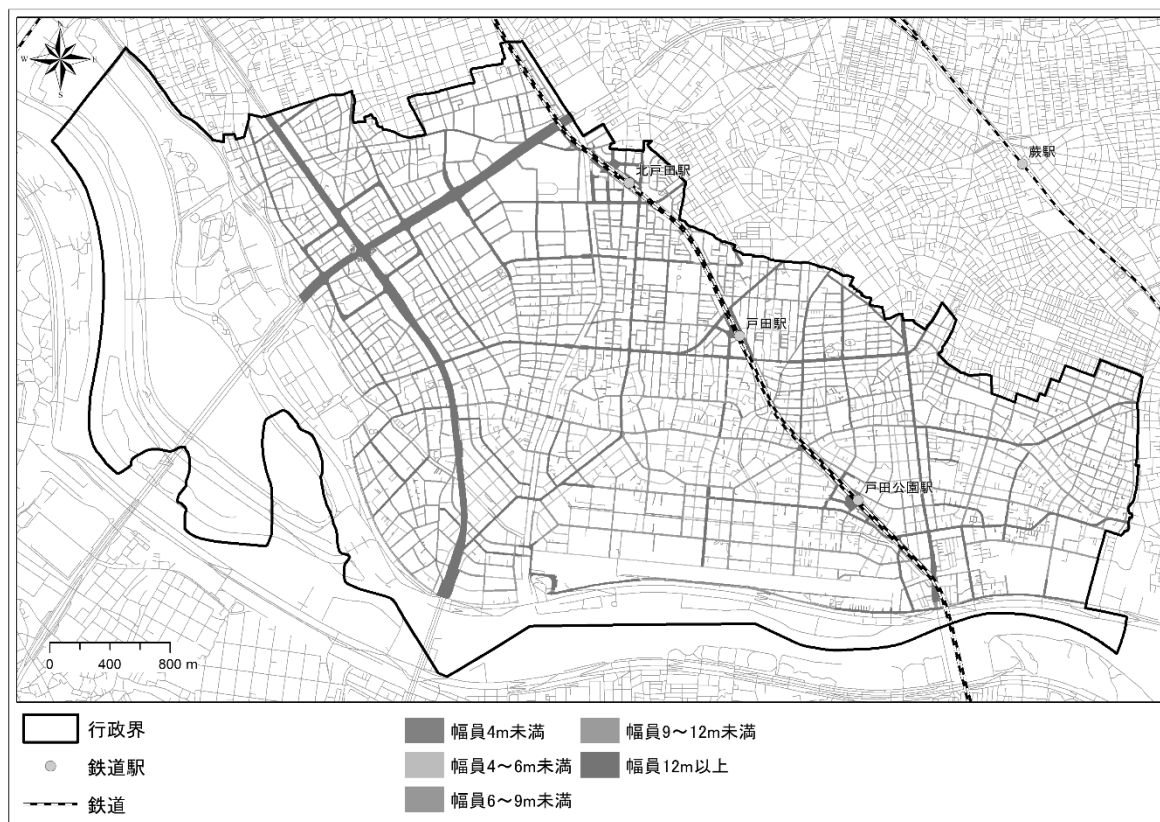 N
W
E
S
蕨駅
北戸田駅
戸田駅
戸田公園駅
0 400 800 m
行政界
鉄道駅
鉄道
幅員4m未満
幅員4～6m未満
幅員6～9m未満
幅員9～12m未満
幅員12m以上